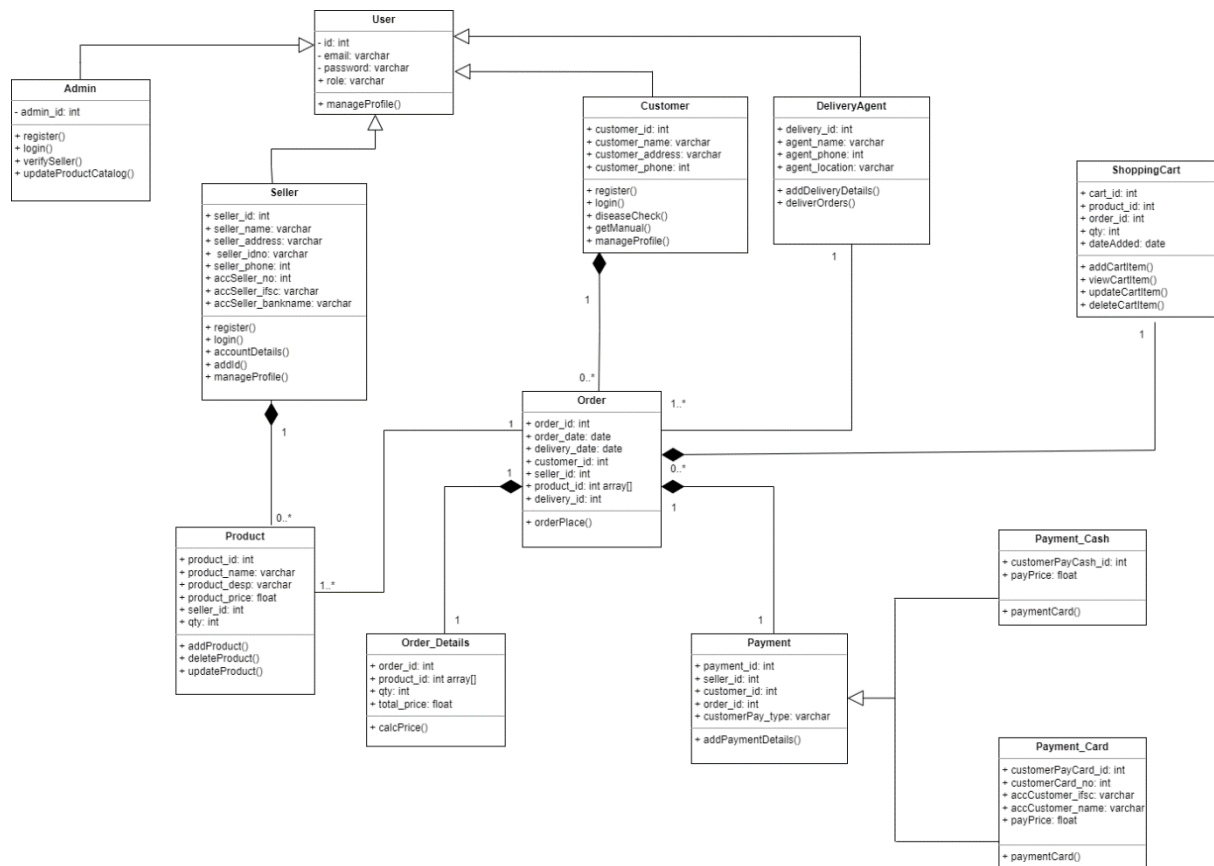 User
- id: int
- email: varchar
- password: varchar
+ role: varchar
+ manageProfile()
Admin
- admin_id: int
+ register()
+ login()
+ verifySeller()
+ updateProductCatalog()
Customer
+ customer_id: int
+ customer_name: varchar
+ customer_address: varchar
+ customer_phone: int
+ register()
+ login()
+ diseaseCheck()
+ getManual()
+ manageProfile()
DeliveryAgent
+ delivery_id: int
+ agent_name: varchar
+ agent_phone: int
+ agent_location: varchar
+ addDeliveryDetails()
+ deliverOrders()
ShoppingCart
+ cart_id: int
+ product_id: int
+ order_id: int
+ qty: int
+ dateAdded: date
+ addCartItem()
+ viewCartItem()
+ updateCartItem()
+ deleteCartItem()
Seller
+ seller_id: int
+ seller_name: varchar
+ seller_address: varchar
+ seller_idno: varchar
+ seller_phone: int
+ accSeller_no: int
+ accSeller_ifsc: varchar
+ accSeller_bankname: varchar
+ register()
+ login()
+ accountDetails()
+ addId()
+ manageProfile()
1
1
1
0..*
1..*
Order
+ order_id: int
+ order_date: date
+ delivery_date: date
+ customer_id: int
+ seller_id: int
+ product_id: int array[]
+ delivery_id: int
+ orderPlace()
1
1
0..*
1
1
0..*
Product
+ product_id: int
+ product_name: varchar
+ product_desp: varchar
+ product_price: float
+ seller_id: int
+ qty: int
+ addProduct()
+ deleteProduct()
+ updateProduct()
1..*
1
1
Order_Details
+ order_id: int
+ product_id: int array[]
+ qty: int
+ total_price: float
+ calcPrice()
Payment
+ payment_id: int
+ seller_id: int
+ customer_id: int
+ order_id: int
+ customerPay_type: varchar
+ addPaymentDetails()
Payment_Cash
+ customerPayCash_id: int
+ payPrice: float
+ paymentCard()
Payment_Card
+ customerPayCard_id: int
+ customerCard_no: int
+ accCustomer_ifsc: varchar
+ accCustomer_name: varchar
+ payPrice: float
+ paymentCard()